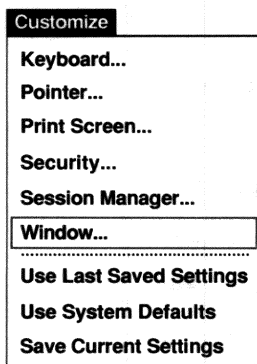 Customize
Keyboard...
Pointer...
Print Screen...
Security...
Session Manager...
Window...
Use Last Saved Settings
Use System Defaults
Save Current Settings